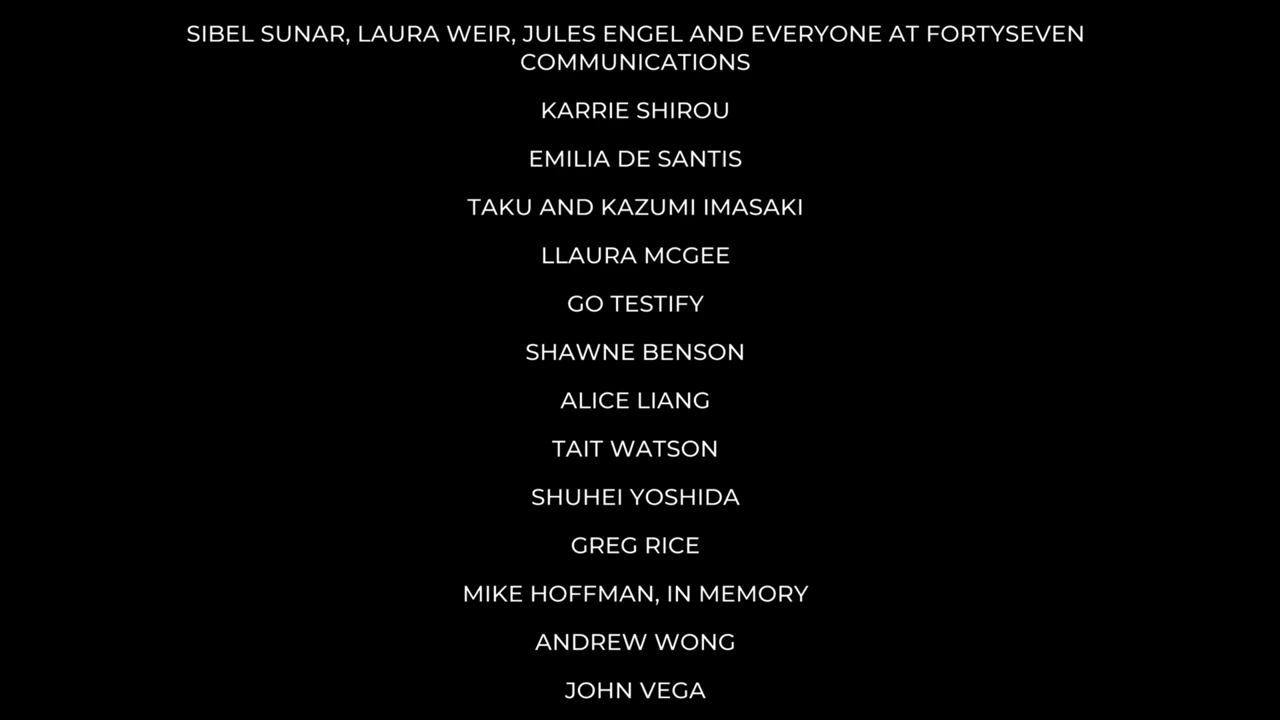 SIBEL SUNAR, LAURA WEIR, JULES ENGEL AND EVERYONE AT FORTYSEVEN
COMMUNICATIONS
KARRIE SHIROU
EMILIA DE SANTIS
TAKU AND KAZUMI IMASAKI
LLAURA MCGEE
GO TESTIFY
SHAWNE BENSON
ALICE LIANG
TAIT WATSON
SHUHEI YOSHIDA
GREG RICE
MIKE HOFFMAN, IN MEMORY
ANDREW WONG
JOHN VEGA